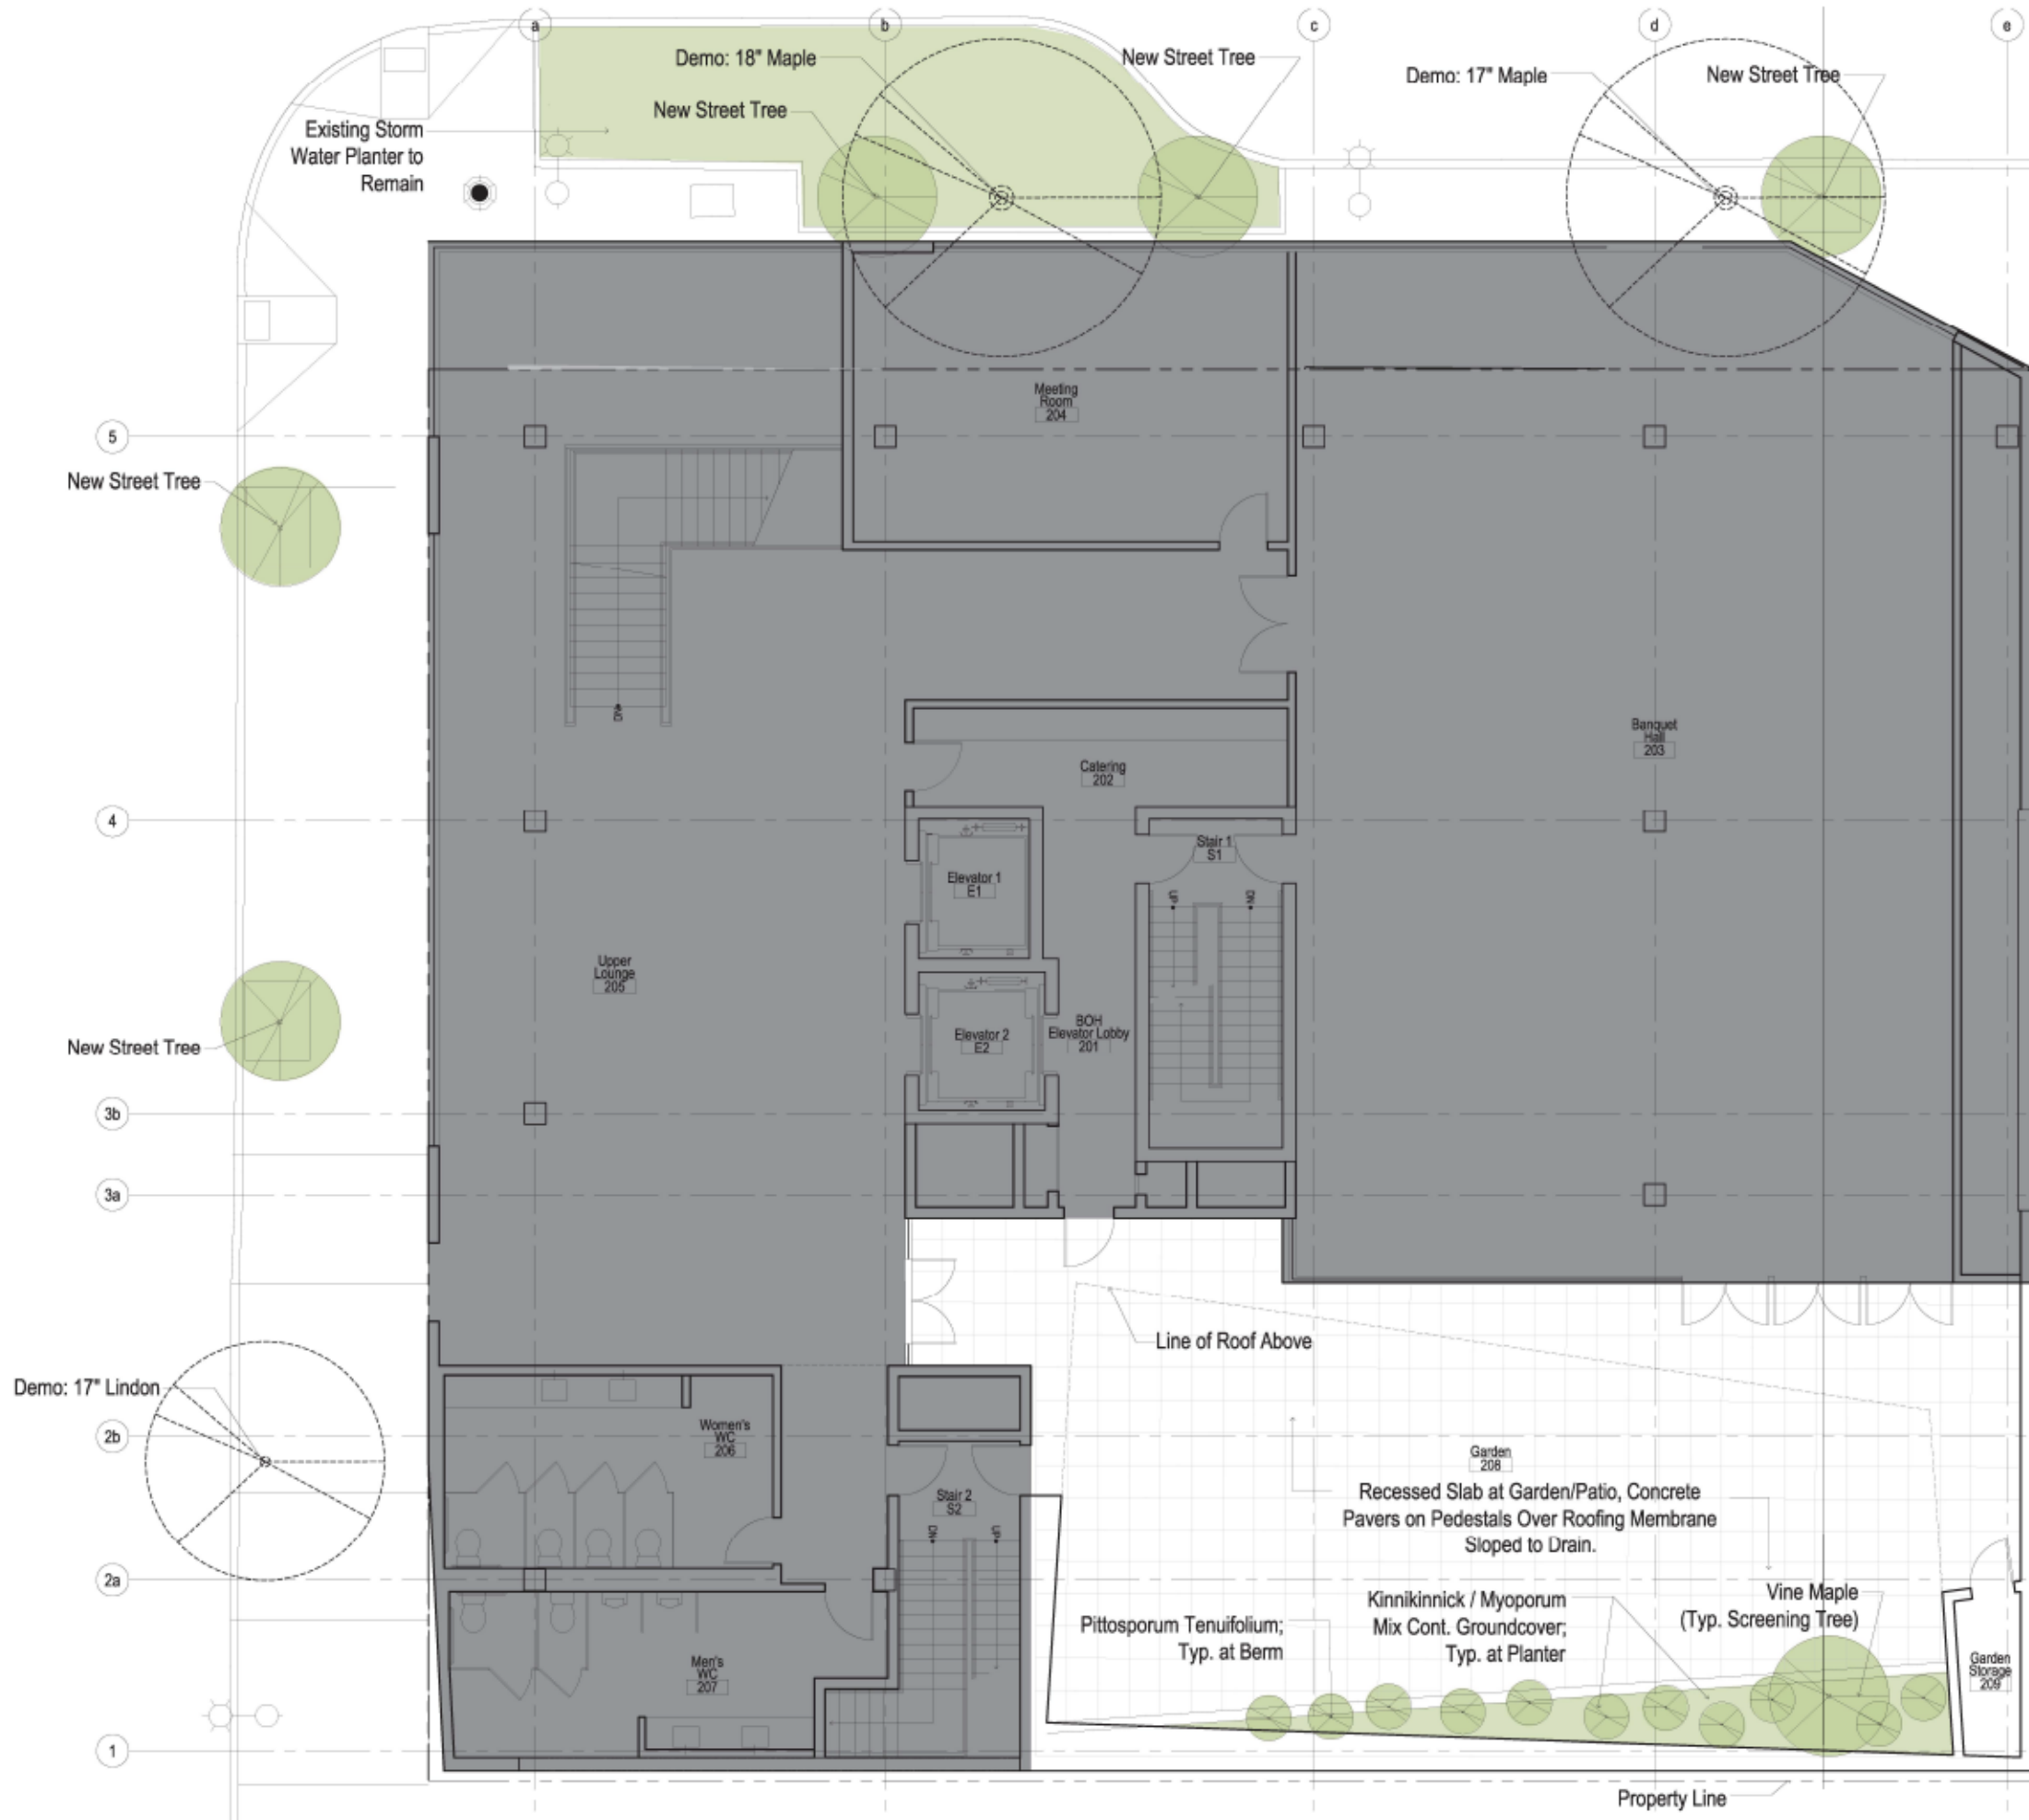 a
b
c
d
e
Demo: 18" Maple
New Street Tree
Demo: 17" Maple
New Street Tree
New Street Tree
Existing Storm
Water Planter to
Remain
Meeting
Room
204
5
New Street Tree
DN
Banquet
Hall
203
Catering
202
4
Stair 1
S1
Elevator 1
E1
UP
DN
Upper
Lounge
205
BOH
Elevator Lobby
201
Elevator 2
E2
New Street Tree
3b
3a
Line of Roof Above
Demo: 17" Lindon
Women's
WC
206
2b
Garden
208
Recessed Slab at Garden/Patio, Concrete
Pavers on Pedestals Over Roofing Membrane
Sloped to Drain.
Stair 2
S2
DN
UP
2a
Pittosporum Tenuifolium;
Typ. at Berm
Kinnikinnick / Myoporum
Mix Cont. Groundcover;
Typ. at Planter
Vine Maple
(Typ. Screening Tree)
Men's
WC
207
Garden
Storage
209
1
Property Line